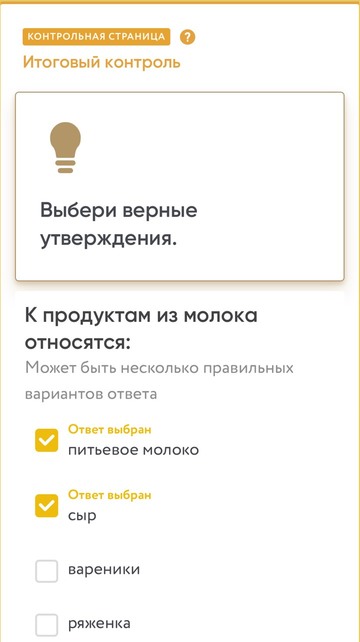 КОНТРОЛЬНАЯ СТРАНИЦА ?
Итоговый контроль
Выбери верные
утверждения.
К продуктам из молока
относятся:
Может быть несколько правильных
вариантов ответа
Ответ выбран
питьевое молоко
Ответ выбран
сыр
вареники
ряженка